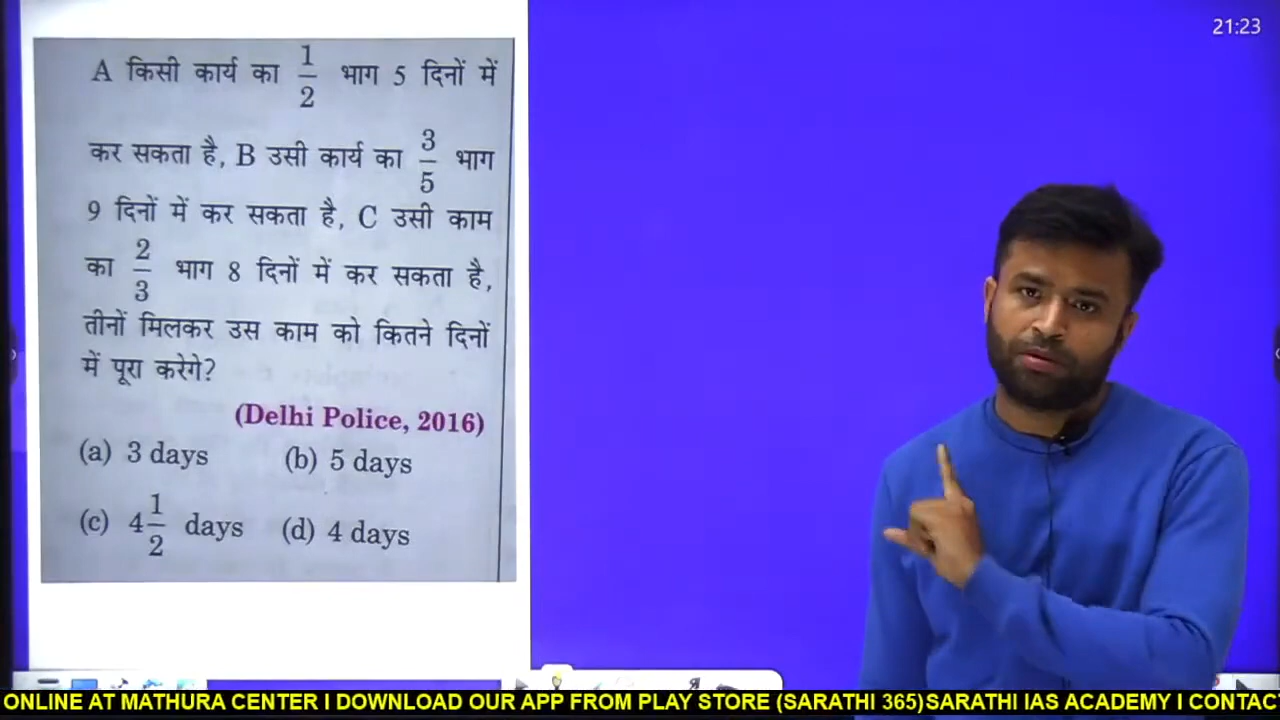 21:23
A किसी कार्य का 1/2 भाग 5 दिनों में
कर सकता है, B उसी कार्य का 3/5 भाग
9 दिनों में कर सकता है, C उसी काम
का 2/3 भाग 8 दिनों में कर सकता है,
तीनों मिलकर उस काम को कितने दिनों
में पूरा करेगे?
(Delhi Police, 2016)
(a) 3 days (b) 5 days
(c) 4 1/2 days (d) 4 days
ONLINE AT MATHURA CENTER I DOWNLOAD OUR APP FROM PLAY STORE (SARATHI 365)SARATHI IAS ACADEMY I CONTAC